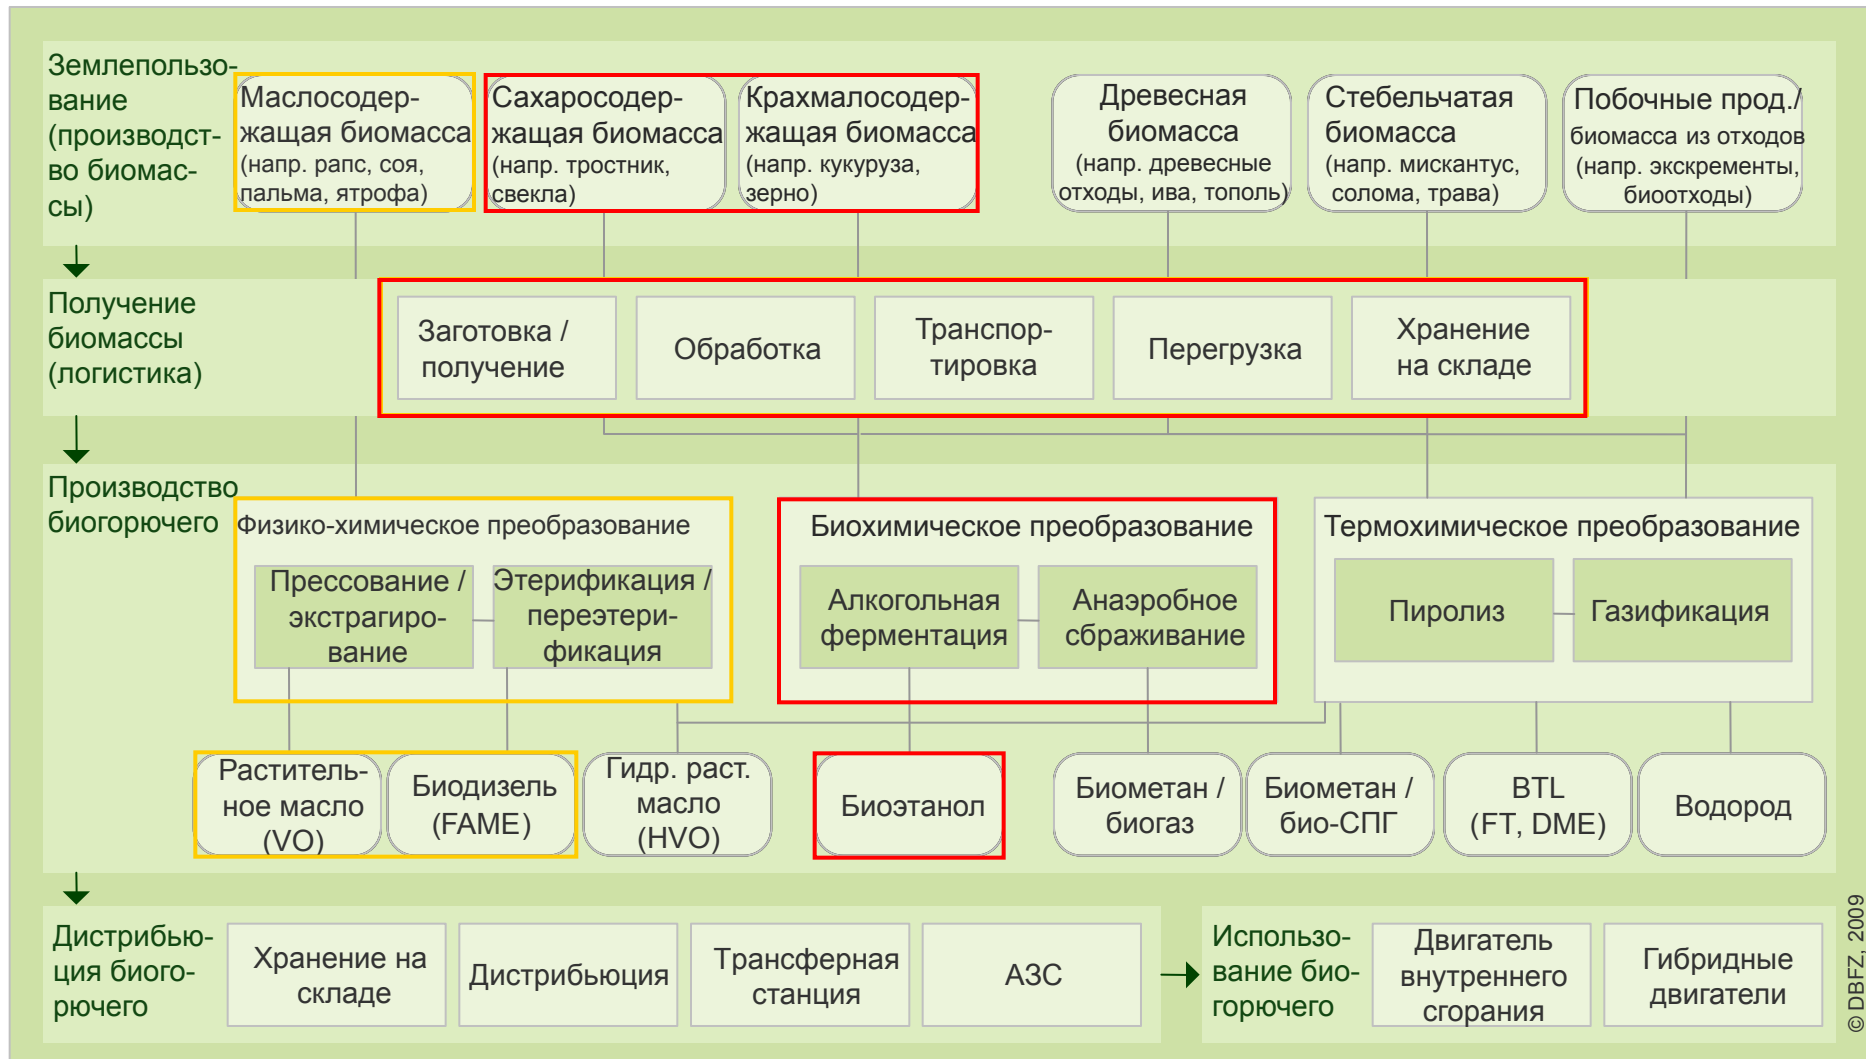 Землепользо-
вание
(производст-
во биомас-
сы)
Маслосодер-
жащая биомасса
(напр. рапс, соя,
пальма, ятрофа)
Сахаросодер-
жащая биомасса
(напр. тростник,
свекла)
Крахмалосодер-
жащая биомасса
(напр. кукуруза,
зерно)
Древесная
биомасса
(напр. древесные
отходы, ива, тополь)
Стебельчатая
биомасса
(напр. мискантус,
солома, трава)
Побочные прод./
биомасса из отходов
(напр. экскременты,
биоотходы)
Получение
биомассы
(логистика)
Заготовка /
получение
Обработка
Транспор-
тировка
Перегрузка
Хранение
на складе
Производство
биогорючего
Физико-химическое преобразование
Прессование /
экстрагиро-
вание
Этерификация /
переэтери-
фикация
Биохимическое преобразование
Алкогольная
ферментация
Анаэробное
сбраживание
Термохимическое преобразование
Пиролиз
Газификация
Раститель-
ное масло
(VO)
Биодизель
(FAME)
Гидр. раст.
масло
(HVO)
Биоэтанол
Биометан /
биогаз
Биометан /
био-СПГ
BTL
(FT, DME)
Водород
Дистрибью-
ция биого-
рючего
Хранение на
складе
Дистрибьюция
Трансферная
станция
АЗС
Использо-
вание био-
горючего
Двигатель
внутреннего
сгорания
Гибридные
двигатели
© DBFZ, 2009